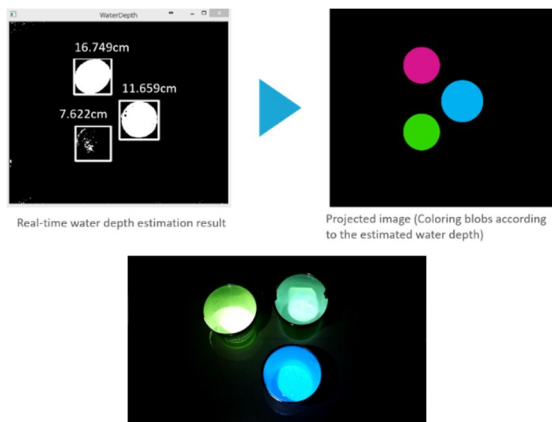 WaterDepth
16.749cm
11.659cm
7.622cm
Real-time water depth estimation result
Projected image (Coloring blobs according
to the estimated water depth)